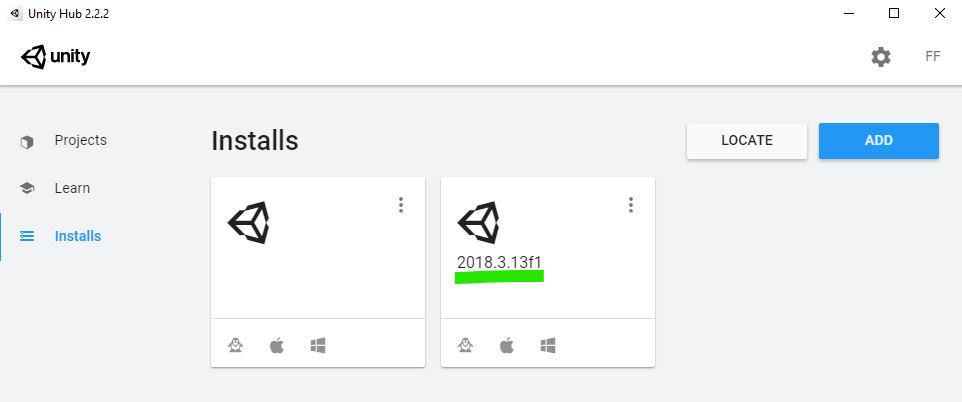 Unity Hub 2.2.2
unity
FF
Projects
Learn
Installs
Installs
LOCATE
ADD
2018.3.13f1